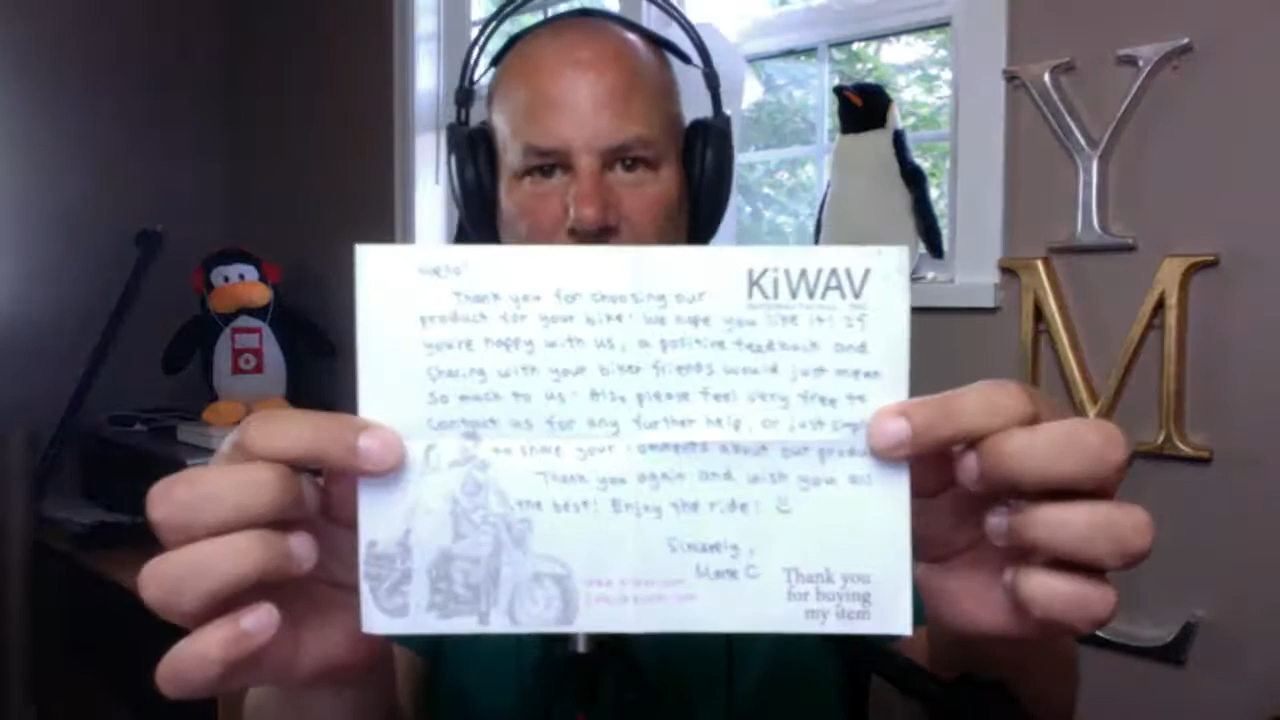 Hello!
KiWAV
Thank you for choosing our
product for your bike! We hope you like it! If
you're happy with us, a positive feedback and
sharing with your biker friends would just mean
so much to us! Also please feel very free to
contact us for any further help, or just simply
to share your comments about our produ
Thank you again and wish you all
the best! Enjoy the ride!
Sincerely,
C
Thank you
for buying
my item
Y
M